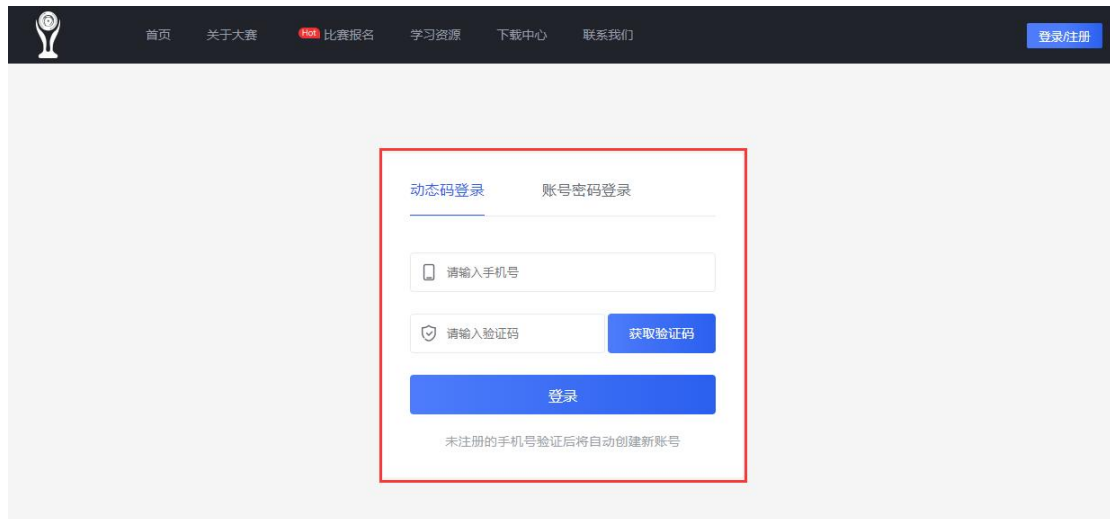 首页 关于大赛 Hot 比赛报名 学习资源 下载中心 联系我们 登录/注册
动态码登录 账号密码登录
请输入手机号
请输入验证码 获取验证码
登录
未注册的手机号验证后将自动创建新账号